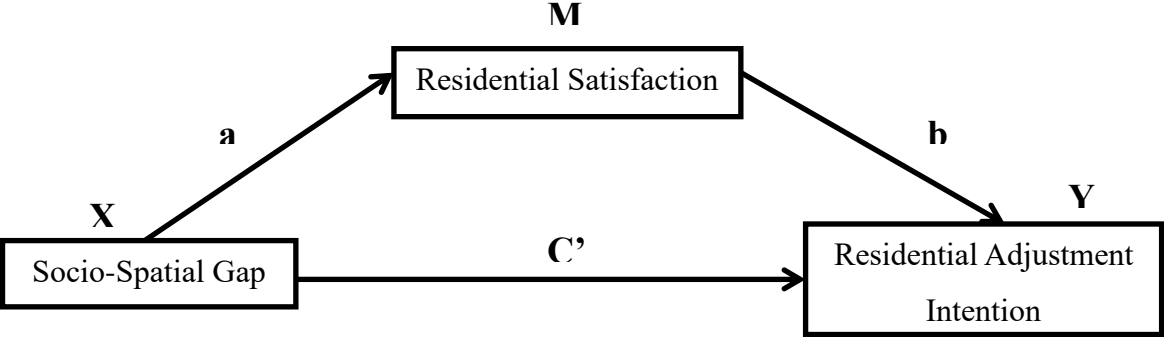 M
Residential Satisfaction
a
b
X
Y
C’
Socio-Spatial Gap
Residential Adjustment
Intention